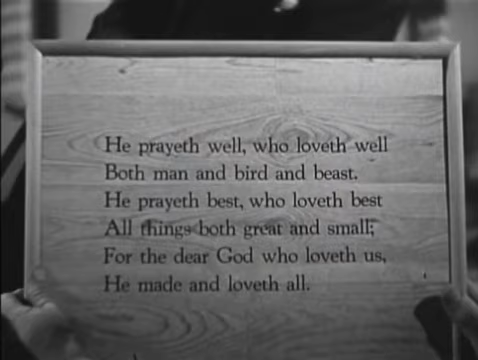 He prayeth well, who loveth well
Both man and bird and beast.
He prayeth best, who loveth best
All things both great and small;
For the dear God who loveth us,
He made and loveth all.